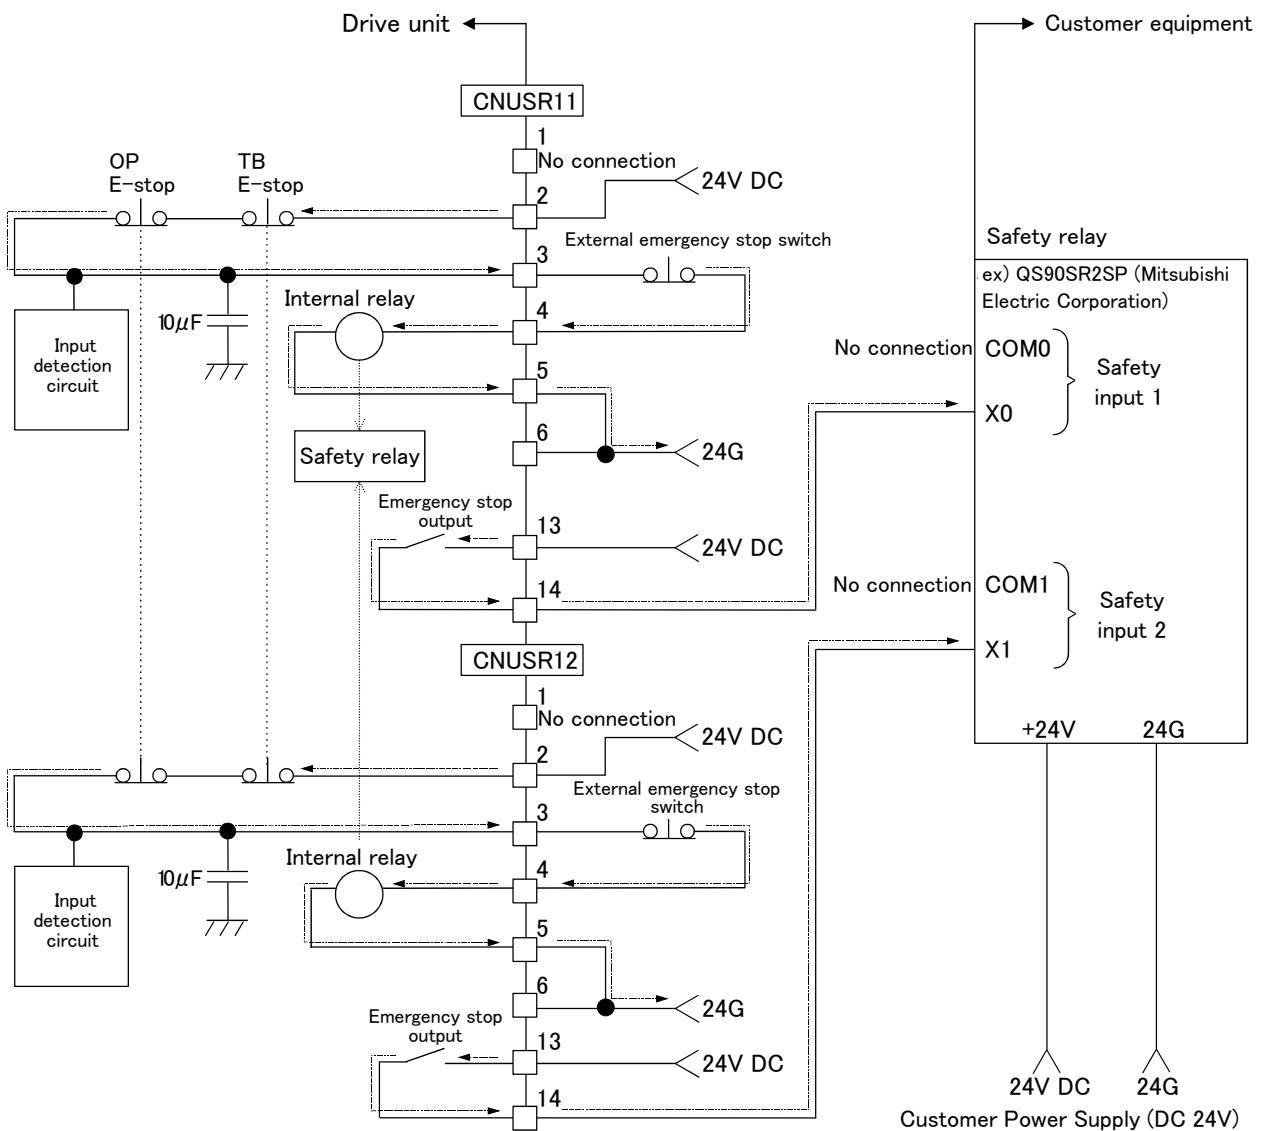 Drive unit
Customer equipment
CNUSR11
1
No connection
OP
E-stop
TB
E-stop
24V DC
2
External emergency stop switch
3
Internal relay
4
10μF
Input
detection
circuit
5
6
24G
Safety relay
Emergency stop
output
13
24V DC
14
Safety relay
ex) QS90SR2SP (Mitsubishi
Electric Corporation)
No connection
COM0
X0
Safety
input 1
No connection
COM1
X1
Safety
input 2
+24V
24G
CNUSR12
1
No connection
24V DC
2
External emergency stop
switch
3
Internal relay
4
10μF
Input
detection
circuit
5
6
24G
Emergency stop
output
13
24V DC
14
24V DC
24G
Customer Power Supply (DC 24V)